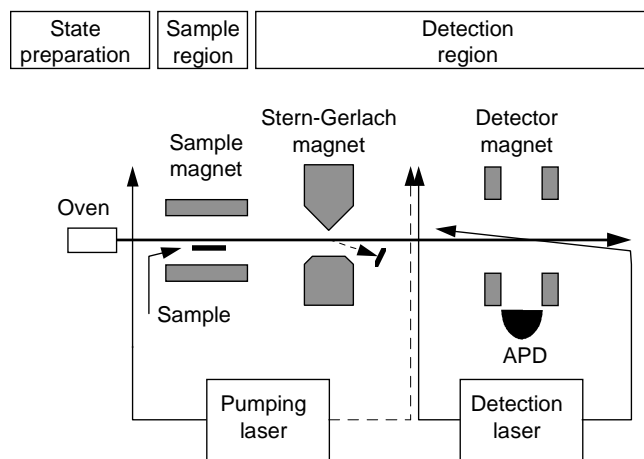 State
preparation
Sample
region
Detection
region
Stern-Gerlach
magnet
Detector
magnet
Sample
magnet
Oven
Sample
APD
Pumping
laser
Detection
laser